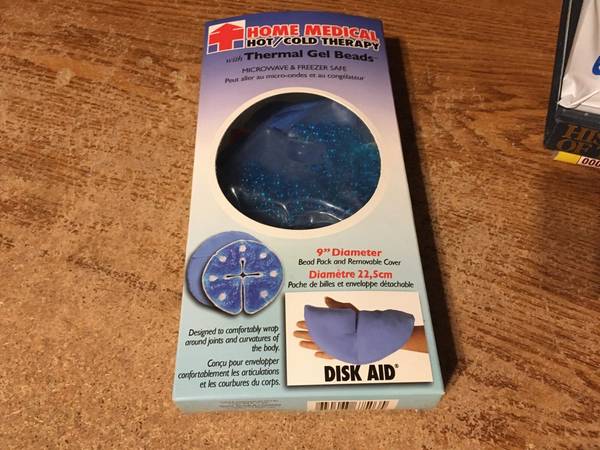 HOME MEDICAL
HOT/COLD THERAPY
with Thermal Gel Beads™
MICROWAVE & FREEZER SAFE
Peut aller au micro-ondes et au congélateur
9" Diameter
Bead Pack and Removable Cover
Diamètre 22,5cm
Poche de billes et enveloppe détachable
Designed to comfortably wrap
around joints and curvatures of
the body.
Conçu pour envelopper
confortablement les articulations
et les courbures du corps.
DISK AID®
OF